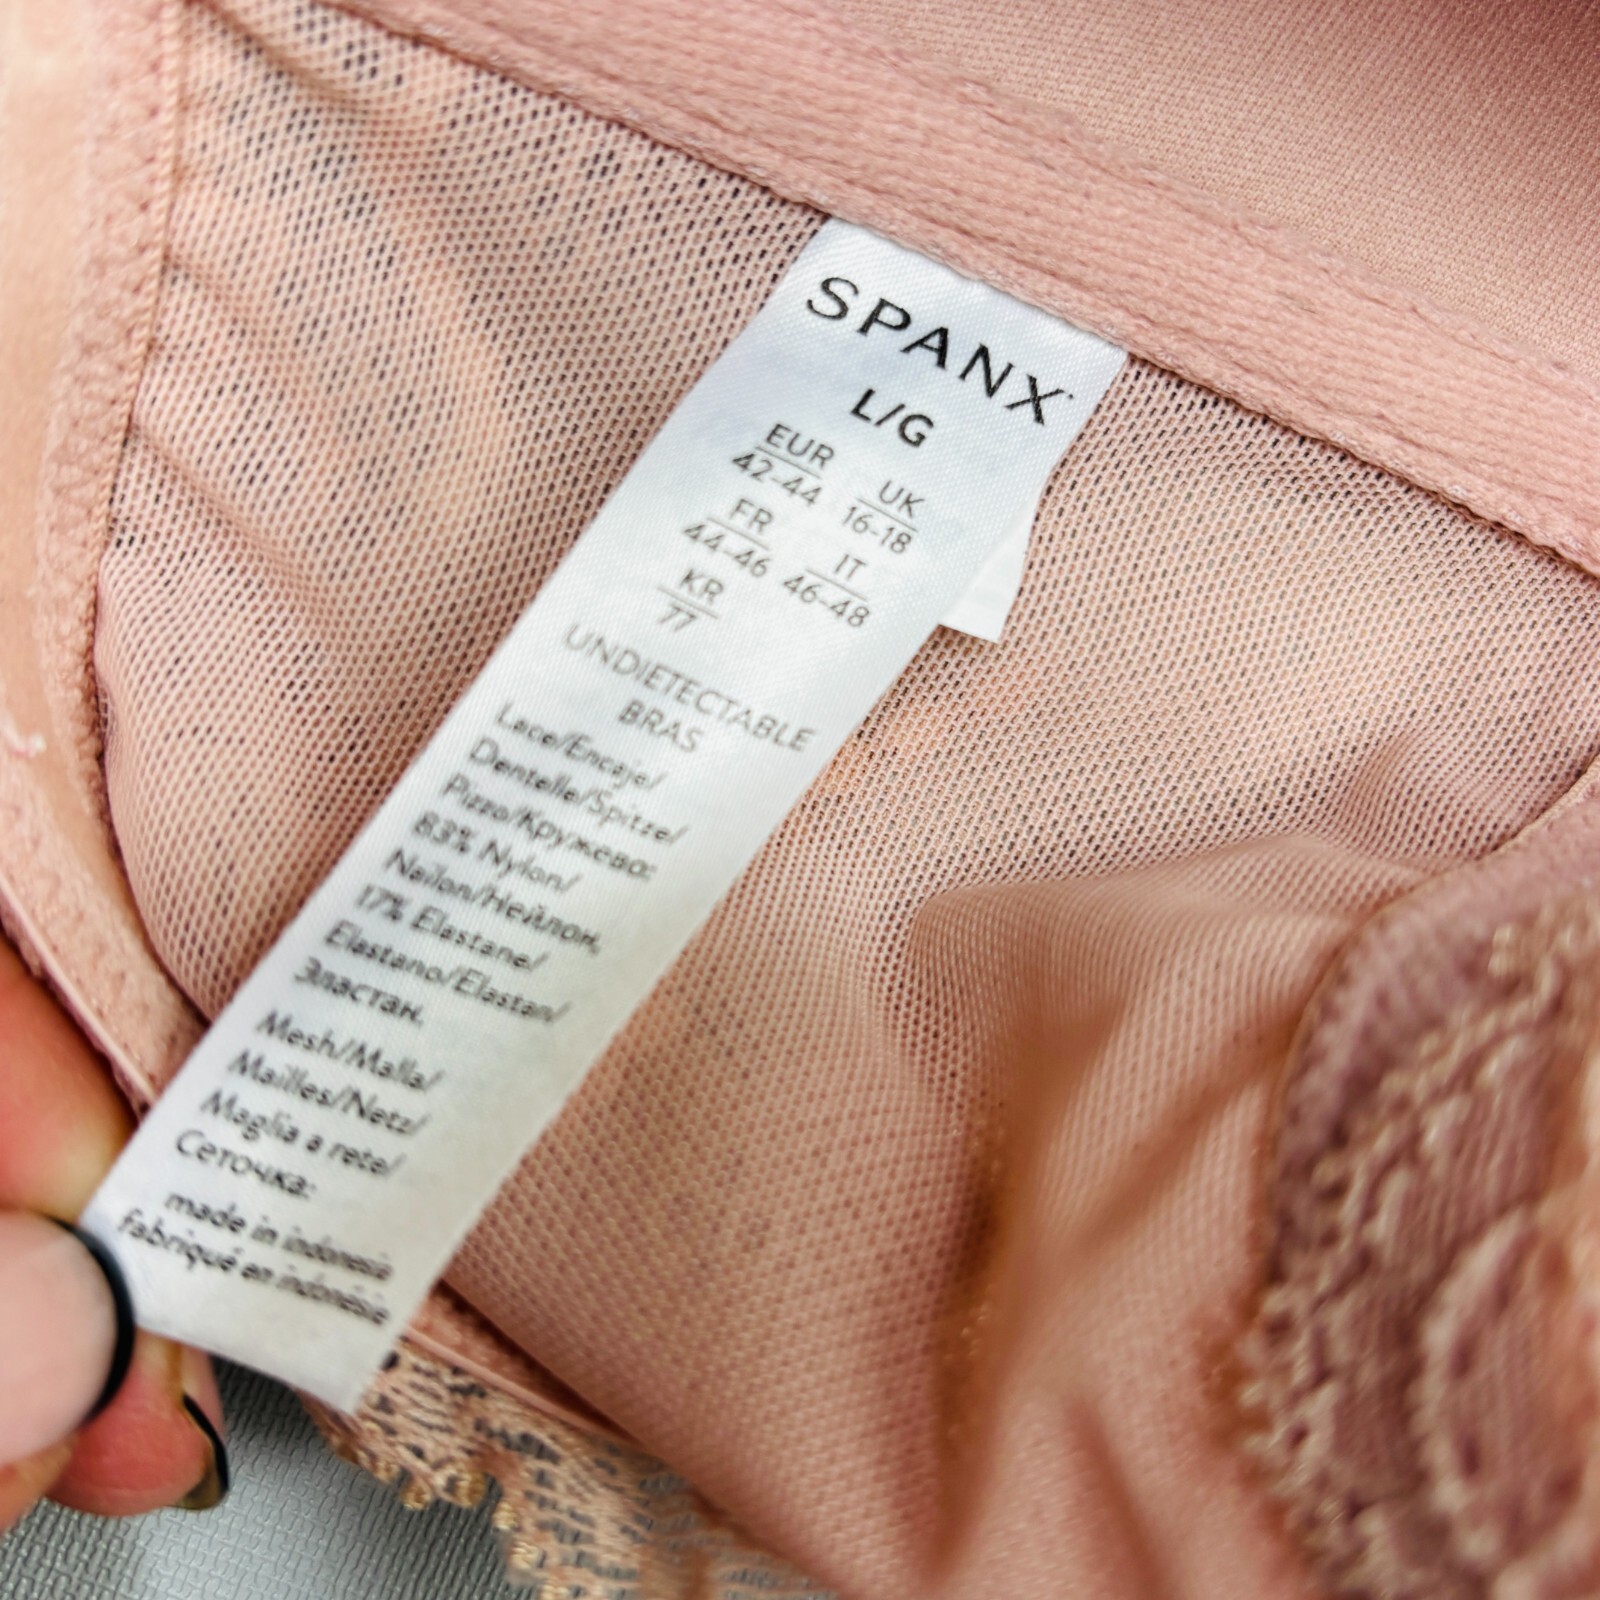 SPANX
L/G
EUR UK
42-44 16-18
FR IT
44-46 46-48
KR
77
UNDIETECTABLE
BRAS
Lace/Encaje/
Dentelle/Spitze/
Pizzo/Кружево:
83% Nylon/
Nailon/Нейлон,
17% Elastane/
Elastano/Elastan/
Эластан.
Mesh/Malla/
Mailles/Netz/
Maglia a rete/
Сеточка:
made in indonesia
fabriqué en indonésie